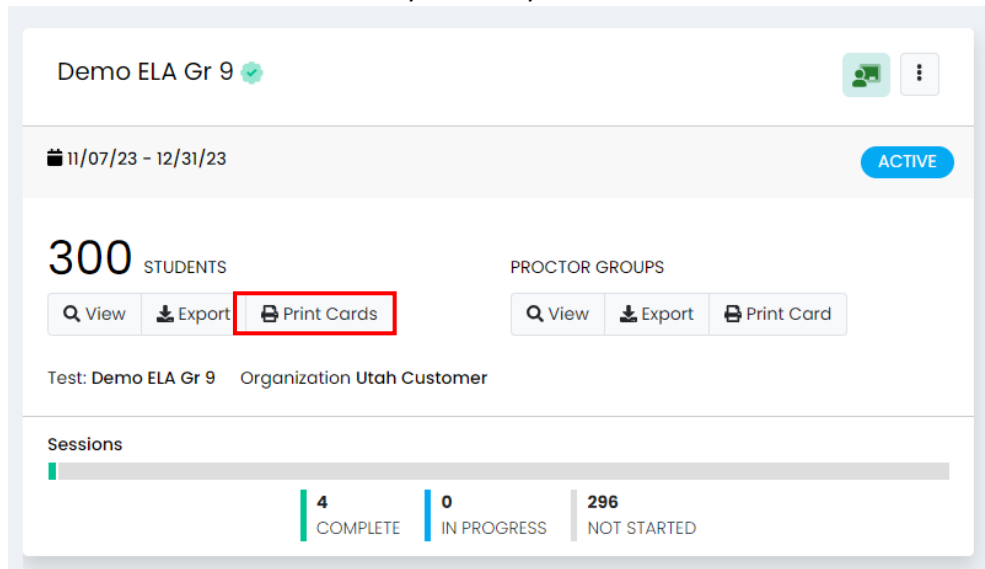 Demo ELA Gr 9
11/07/23 - 12/31/23
ACTIVE
300 STUDENTS
PROCTOR GROUPS
View Export Print Cards
View Export Print Card
Test: Demo ELA Gr 9 Organization Utah Customer
Sessions
4
COMPLETE
0
IN PROGRESS
296
NOT STARTED